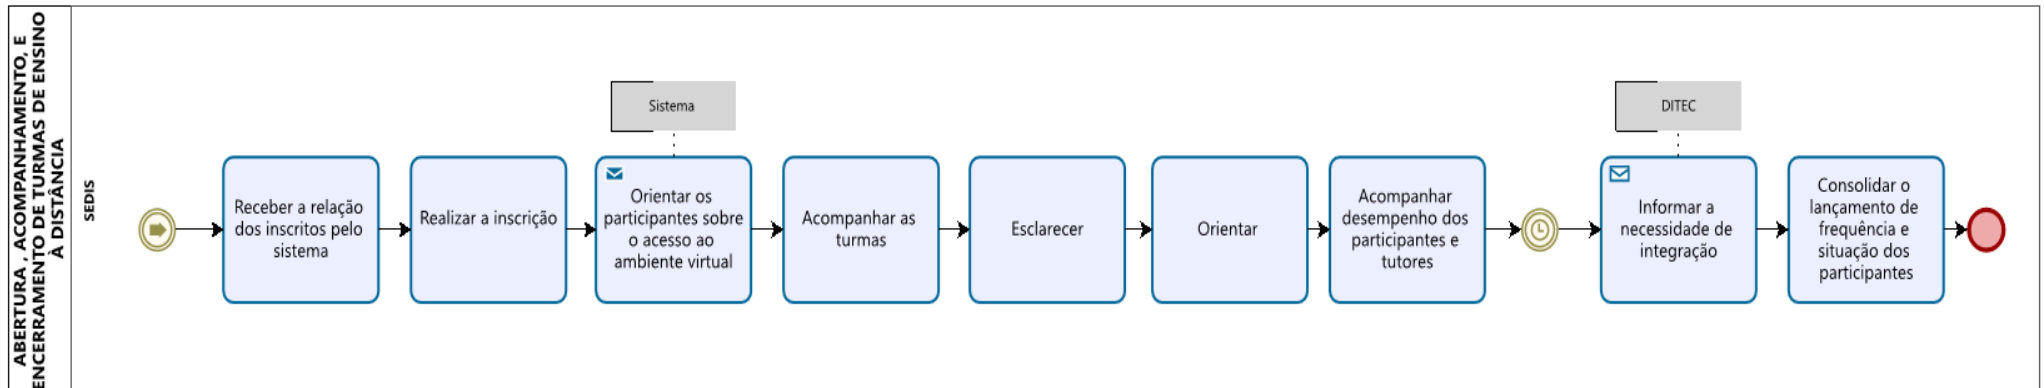 ABERTURA , ACOMPANHAMENTO, E
ENCERRAMENTO DE TURMAS DE ENSINO
À DISTÂNCIA
SEDIS
Receber a relação
dos inscritos pelo
sistema
Realizar a inscrição
Sistema
Orientar os
participantes sobre
o acesso ao
ambiente virtual
Acompanhar as
turmas
Esclarecer
Orientar
Acompanhar
desempenho dos
participantes e
tutores
DITEC
Informar a
necessidade de
integração
Consolidar o
lançamento de
frequência e
situação dos
participantes